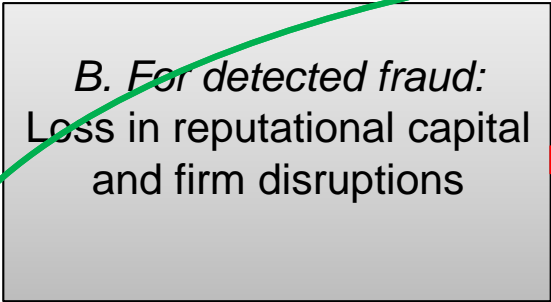 B. For detected fraud:
Loss in reputational capital
and firm disruptions